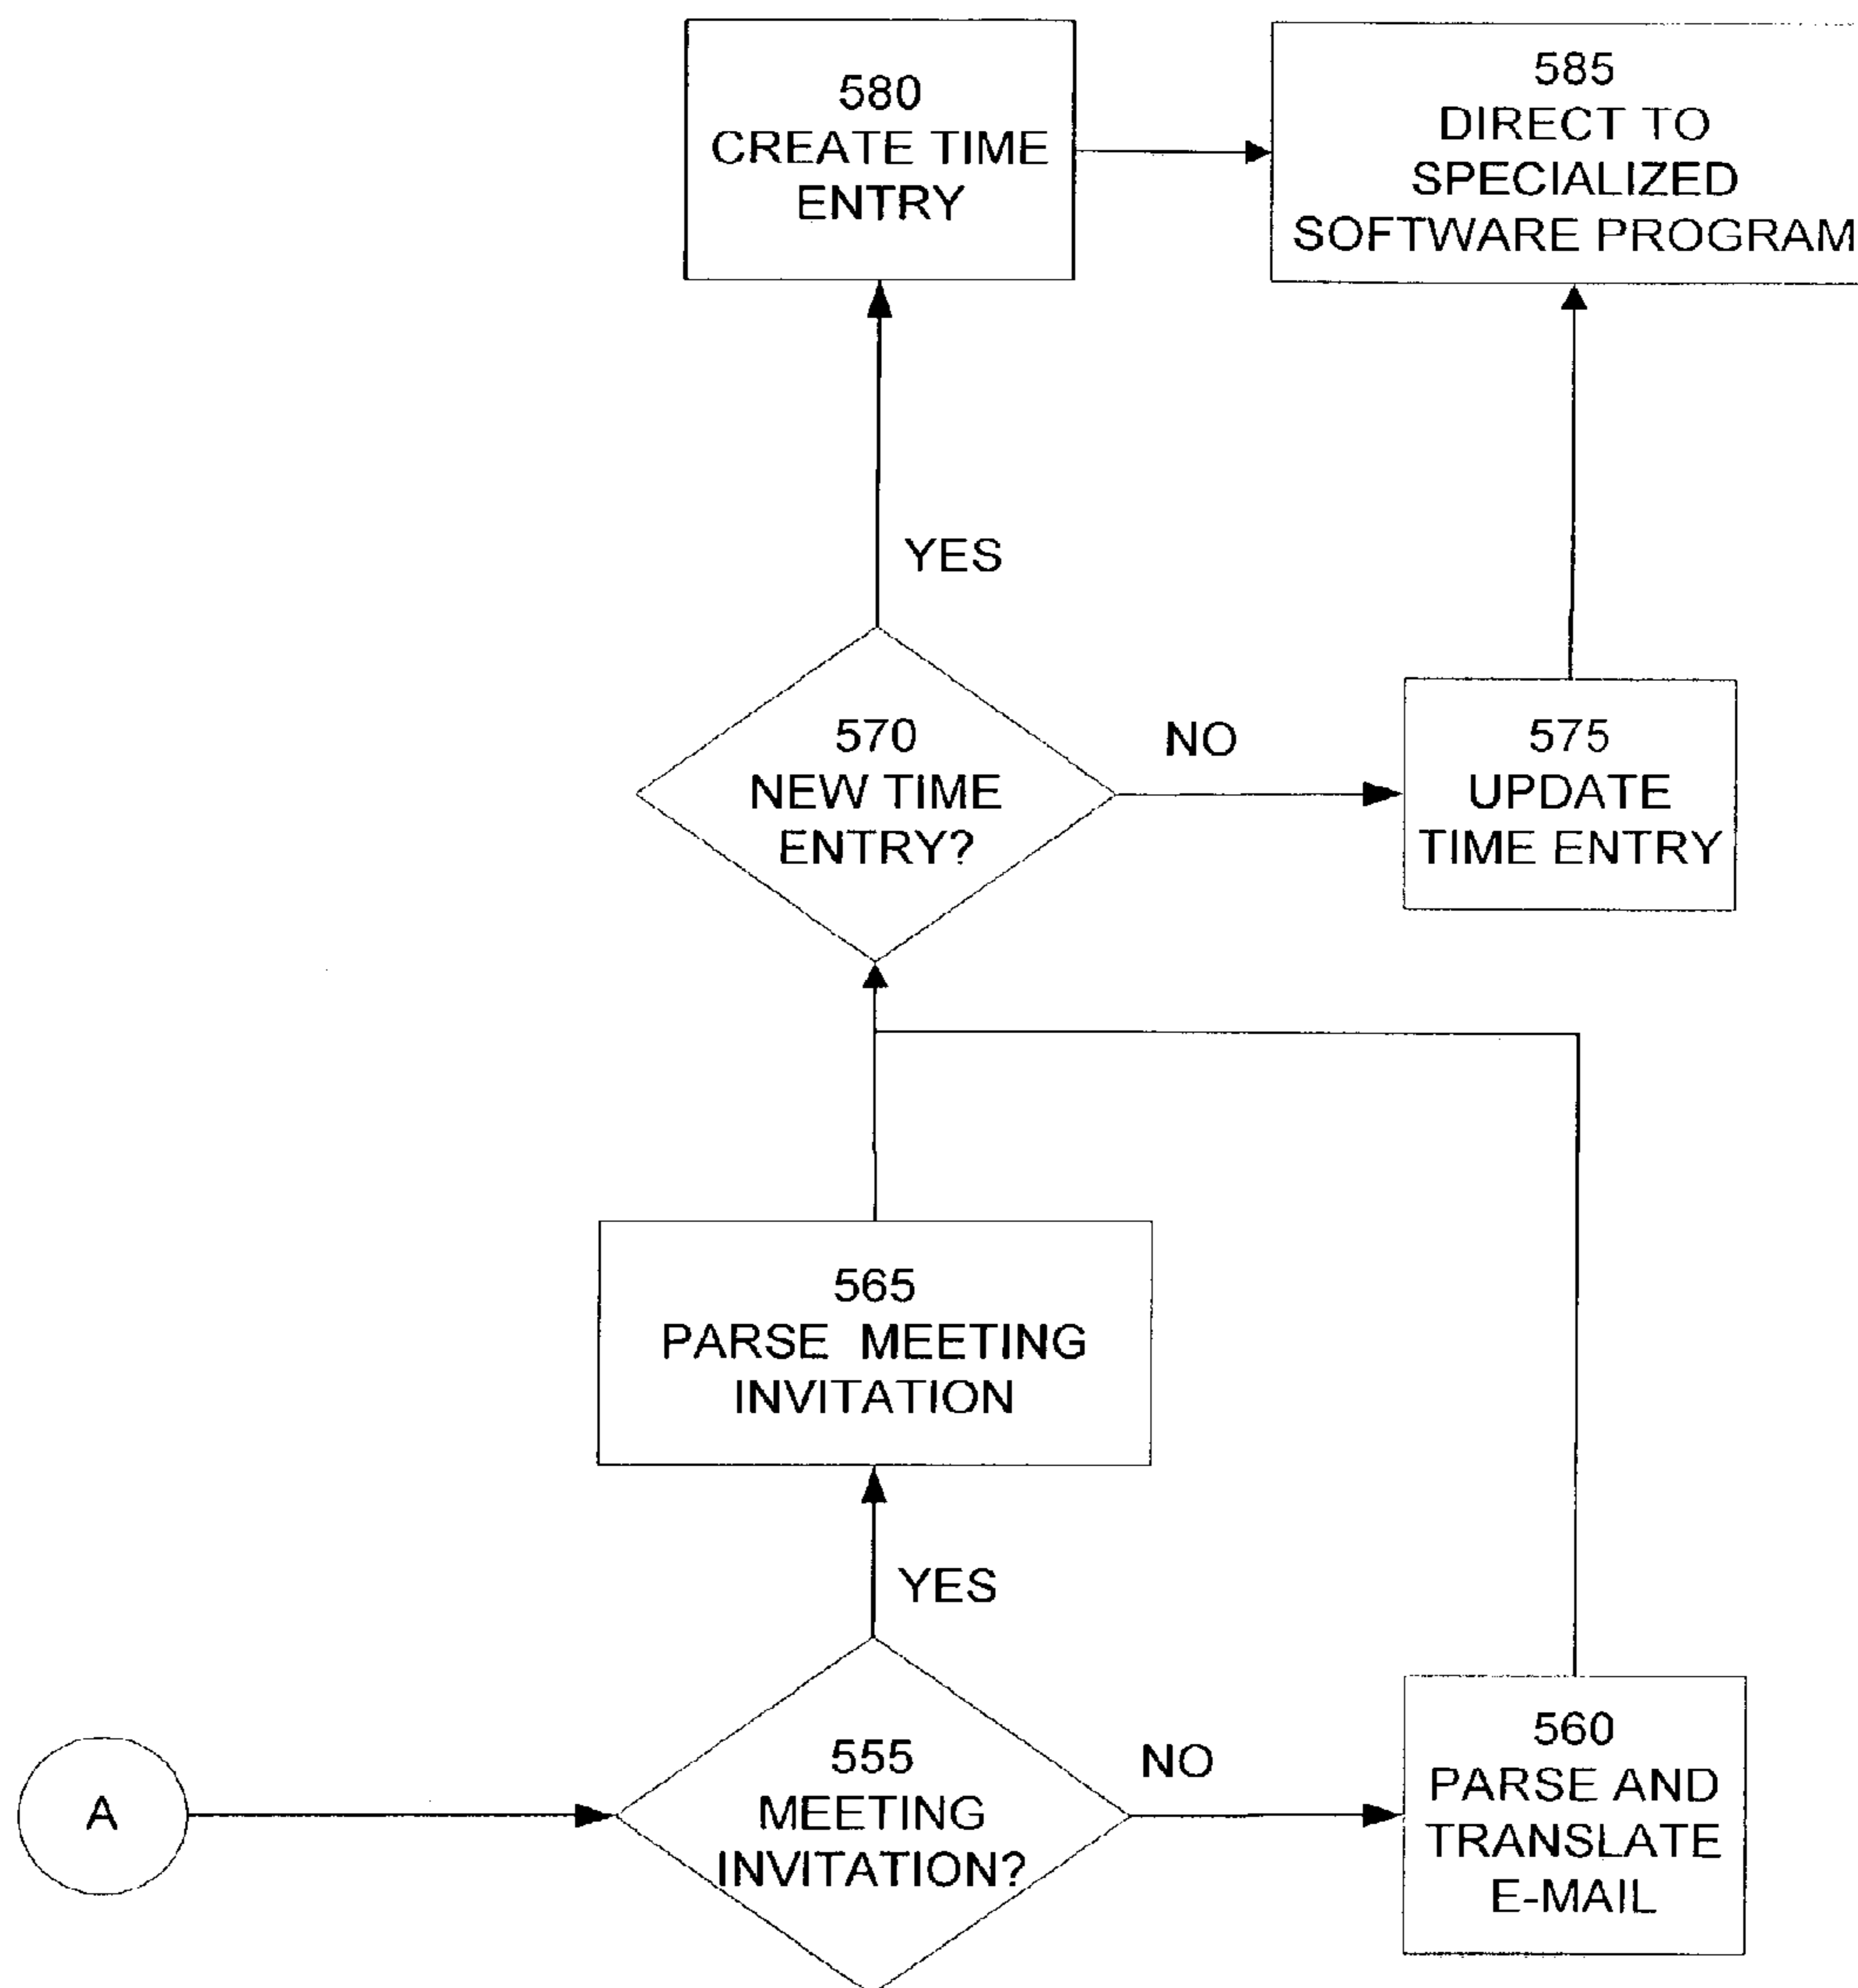 580
CREATE TIME
ENTRY
585
DIRECT TO
SPECIALIZED
SOFTWARE PROGRAM
YES
570
NEW TIME
ENTRY?
NO
575
UPDATE
TIME ENTRY
565
PARSE MEETING
INVITATION
YES
A
555
MEETING
INVITATION?
NO
560
PARSE AND
TRANSLATE
E-MAIL